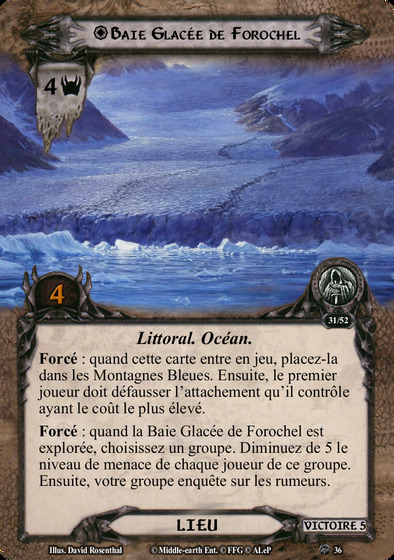 Baie Glacée de Forochel
4
4
31/52
Littoral. Océan.
Forcé : quand cette carte entre en jeu, placez-la
dans les Montagnes Bleues. Ensuite, le premier
joueur doit défausser l'attachement qu'il contrôle
ayant le coût le plus élevé.
Forcé : quand la Baie Glacée de Forochel est
explorée, choisissez un groupe. Diminuez de 5 le
niveau de menace de chaque joueur de ce groupe.
Ensuite, votre groupe enquête sur les rumeurs.
LIEU
VICTOIRE 5
Illus. David Rosenthal
© Middle-earth Ent. © FFG © ALeP
36